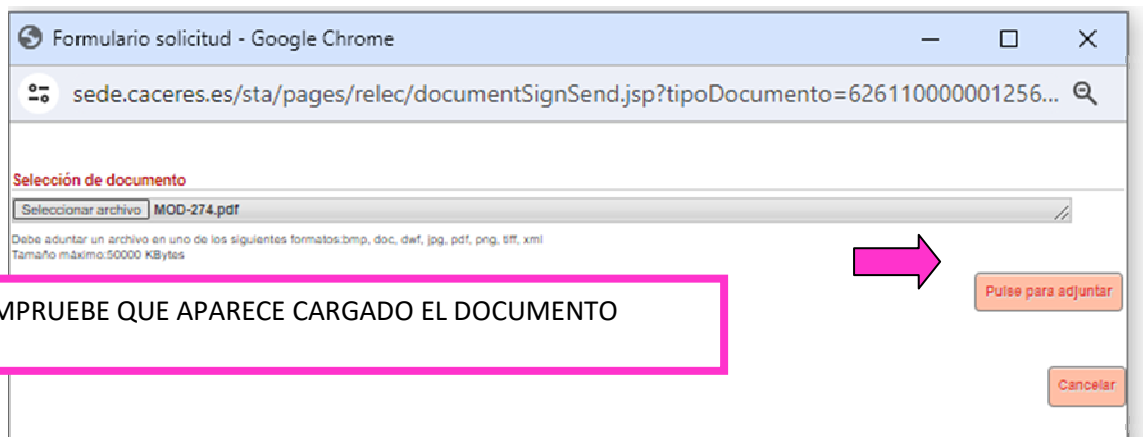 Formulario solicitud - Google Chrome
sede.caceres.es/sta/pages/relec/documentSignSend.jsp?tipoDocumento=626110000001256...
Selección de documento
Seleccionar archivo MOD-274.pdf
Debe adjuntar un archivo en uno de los siguientes formatos:bmp, doc, dwf, jpg, pdf, png, tiff, xml
Tamaño máximo:50000 KBytes
Pulse para adjuntar
MPRUEBE QUE APARECE CARGADO EL DOCUMENTO
Cancelar